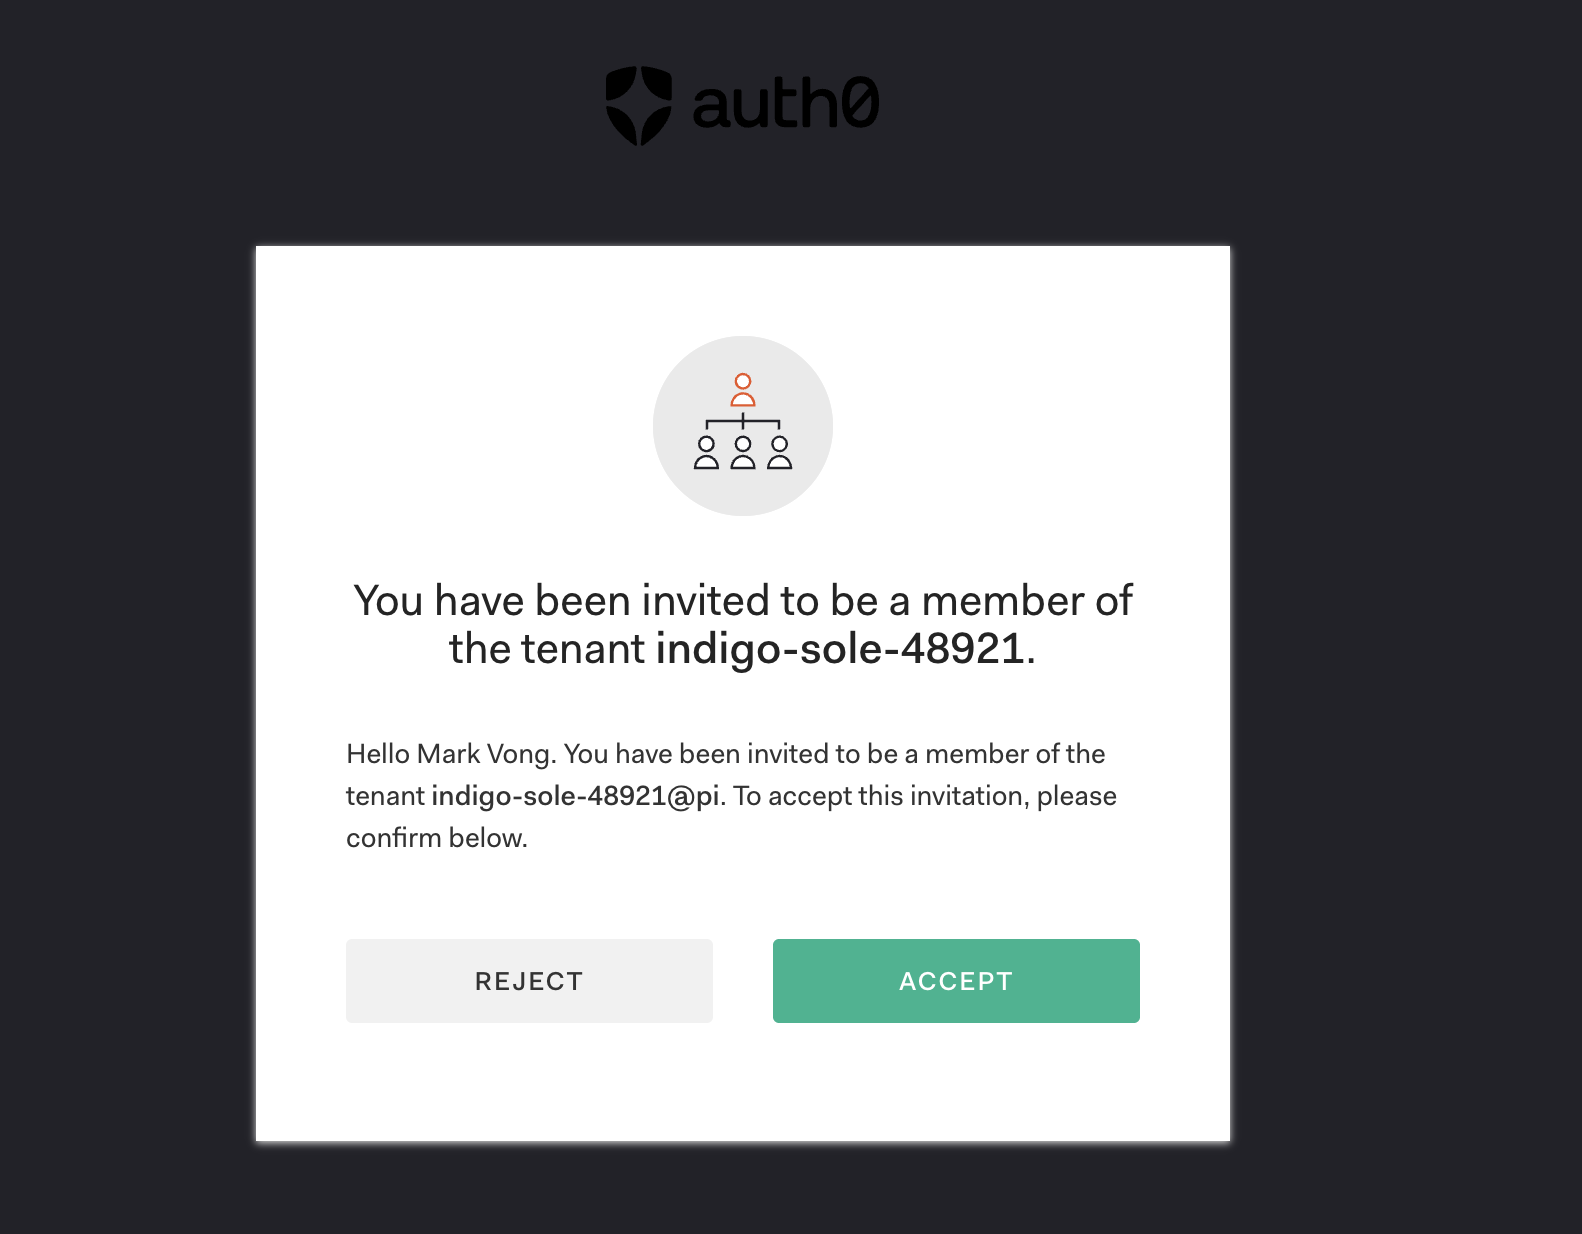 auth0
You have been invited to be a member of
the tenant indigo-sole-48921.
Hello Mark Vong. You have been invited to be a member of the
tenant indigo-sole-48921@pi. To accept this invitation, please
confirm below.
REJECT
ACCEPT